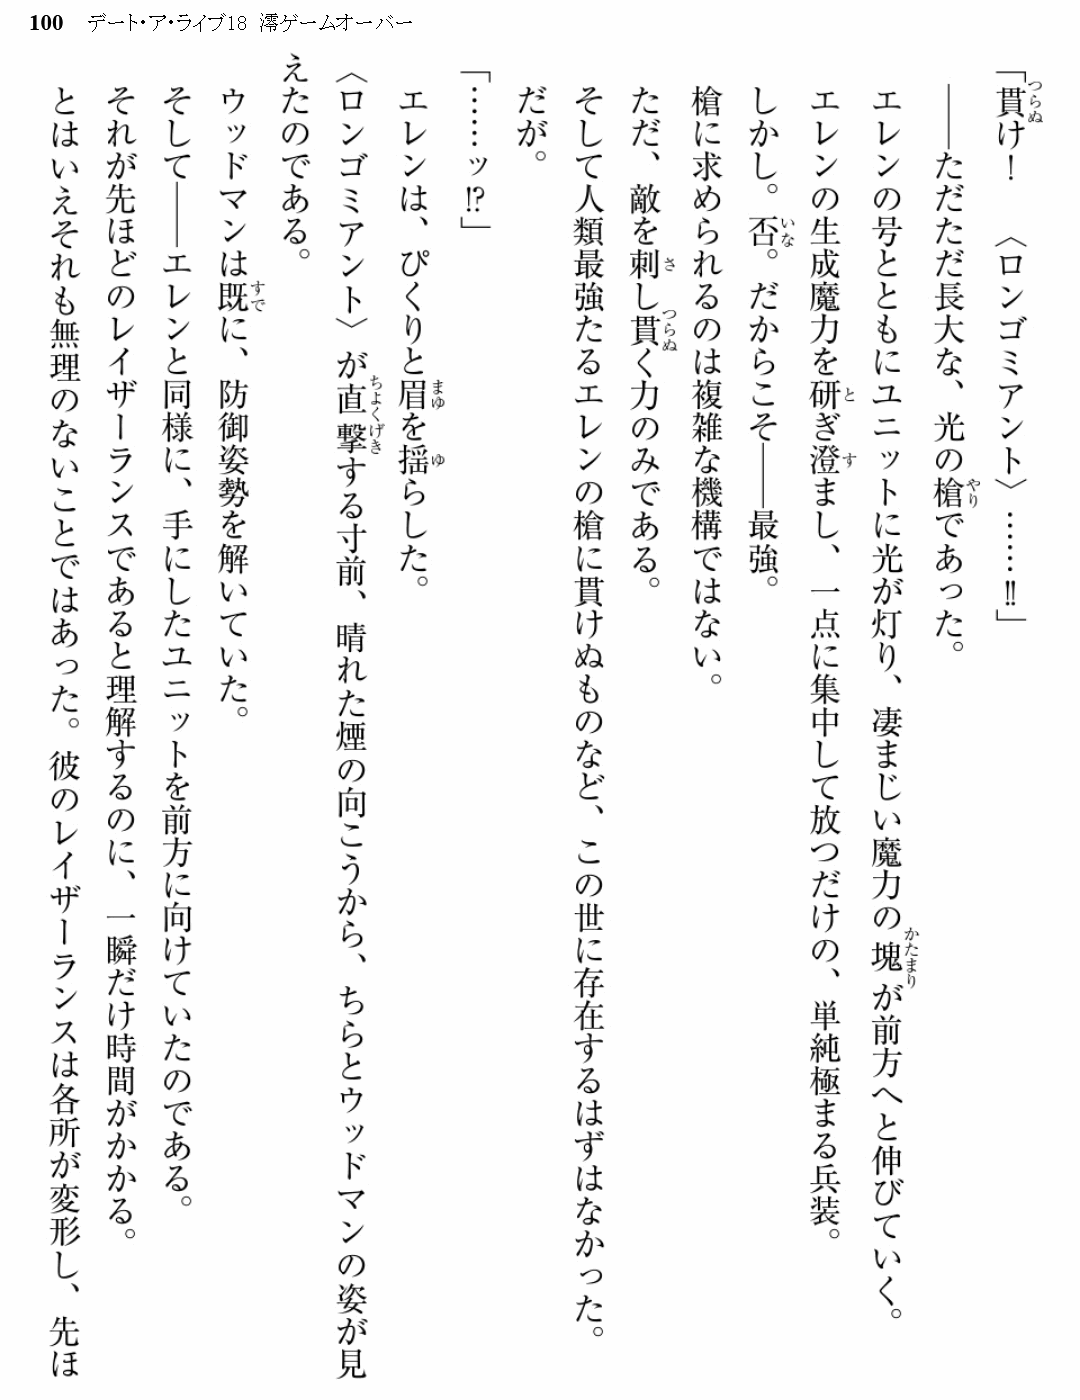 100 デート・ア・ライブ18 澪ゲームオーバー
「貫け！　〈ロンゴミアント〉……‼」
――ただただ長大な、光の槍であった。
エレンの号とともにユニットに光が灯り、凄まじい魔力の塊が前方へと伸びていく。
エレンの生成魔力を研ぎ澄まし、一点に集中して放つだけの、単純極まる兵装。
しかし。否。だからこそ――最強。
槍に求められるのは複雑な機構ではない。
ただ、敵を刺し貫く力のみである。
そして人類最強たるエレンの槍に貫けぬものなど、この世に存在するはずはなかった。
だが。
「……ッ⁉」
エレンは、ぴくりと眉を揺らした。
〈ロンゴミアント〉が直撃する寸前、晴れた煙の向こうから、ちらとウッドマンの姿が見
えたのである。
ウッドマンは既に、防御姿勢を解いていた。
そして――エレンと同様に、手にしたユニットを前方に向けていたのである。
それが先ほどのレイザーランスであると理解するのに、一瞬だけ時間がかかる。
とはいえそれも無理のないことではあった。彼のレイザーランスは各所が変形し、先ほ